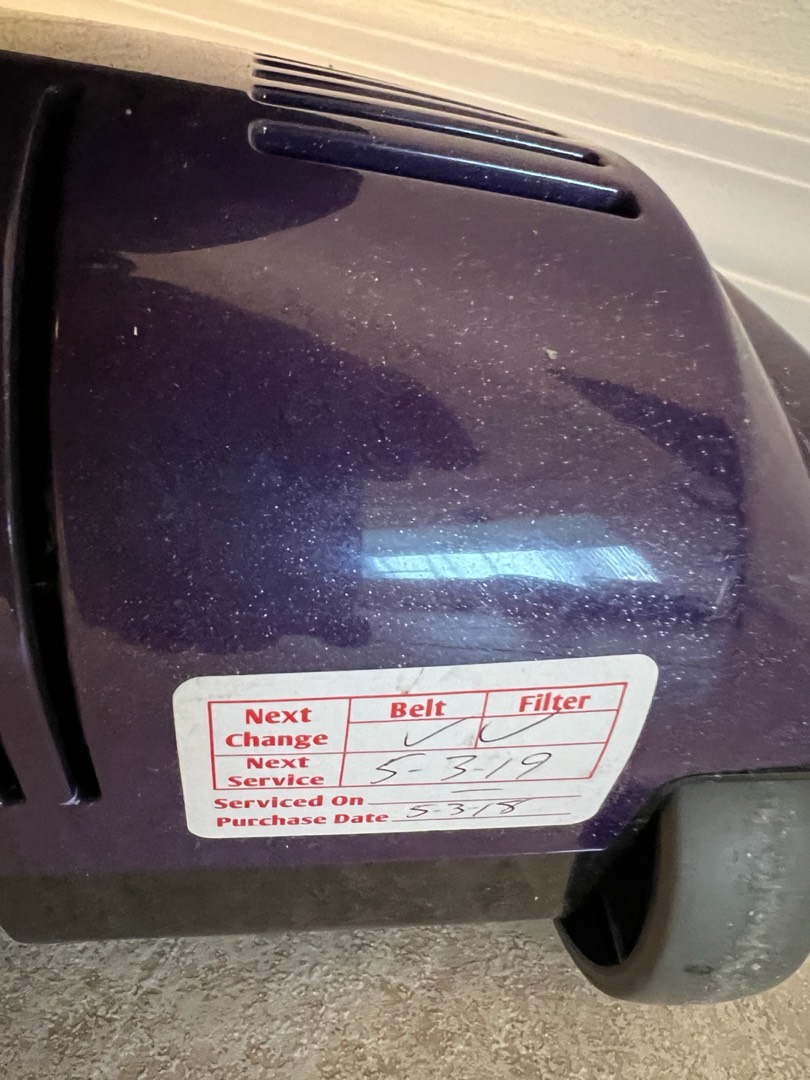 Next Change Belt Filter
✓ ✓
Next Service 5-3-19
Serviced On
Purchase Date 5-3-18